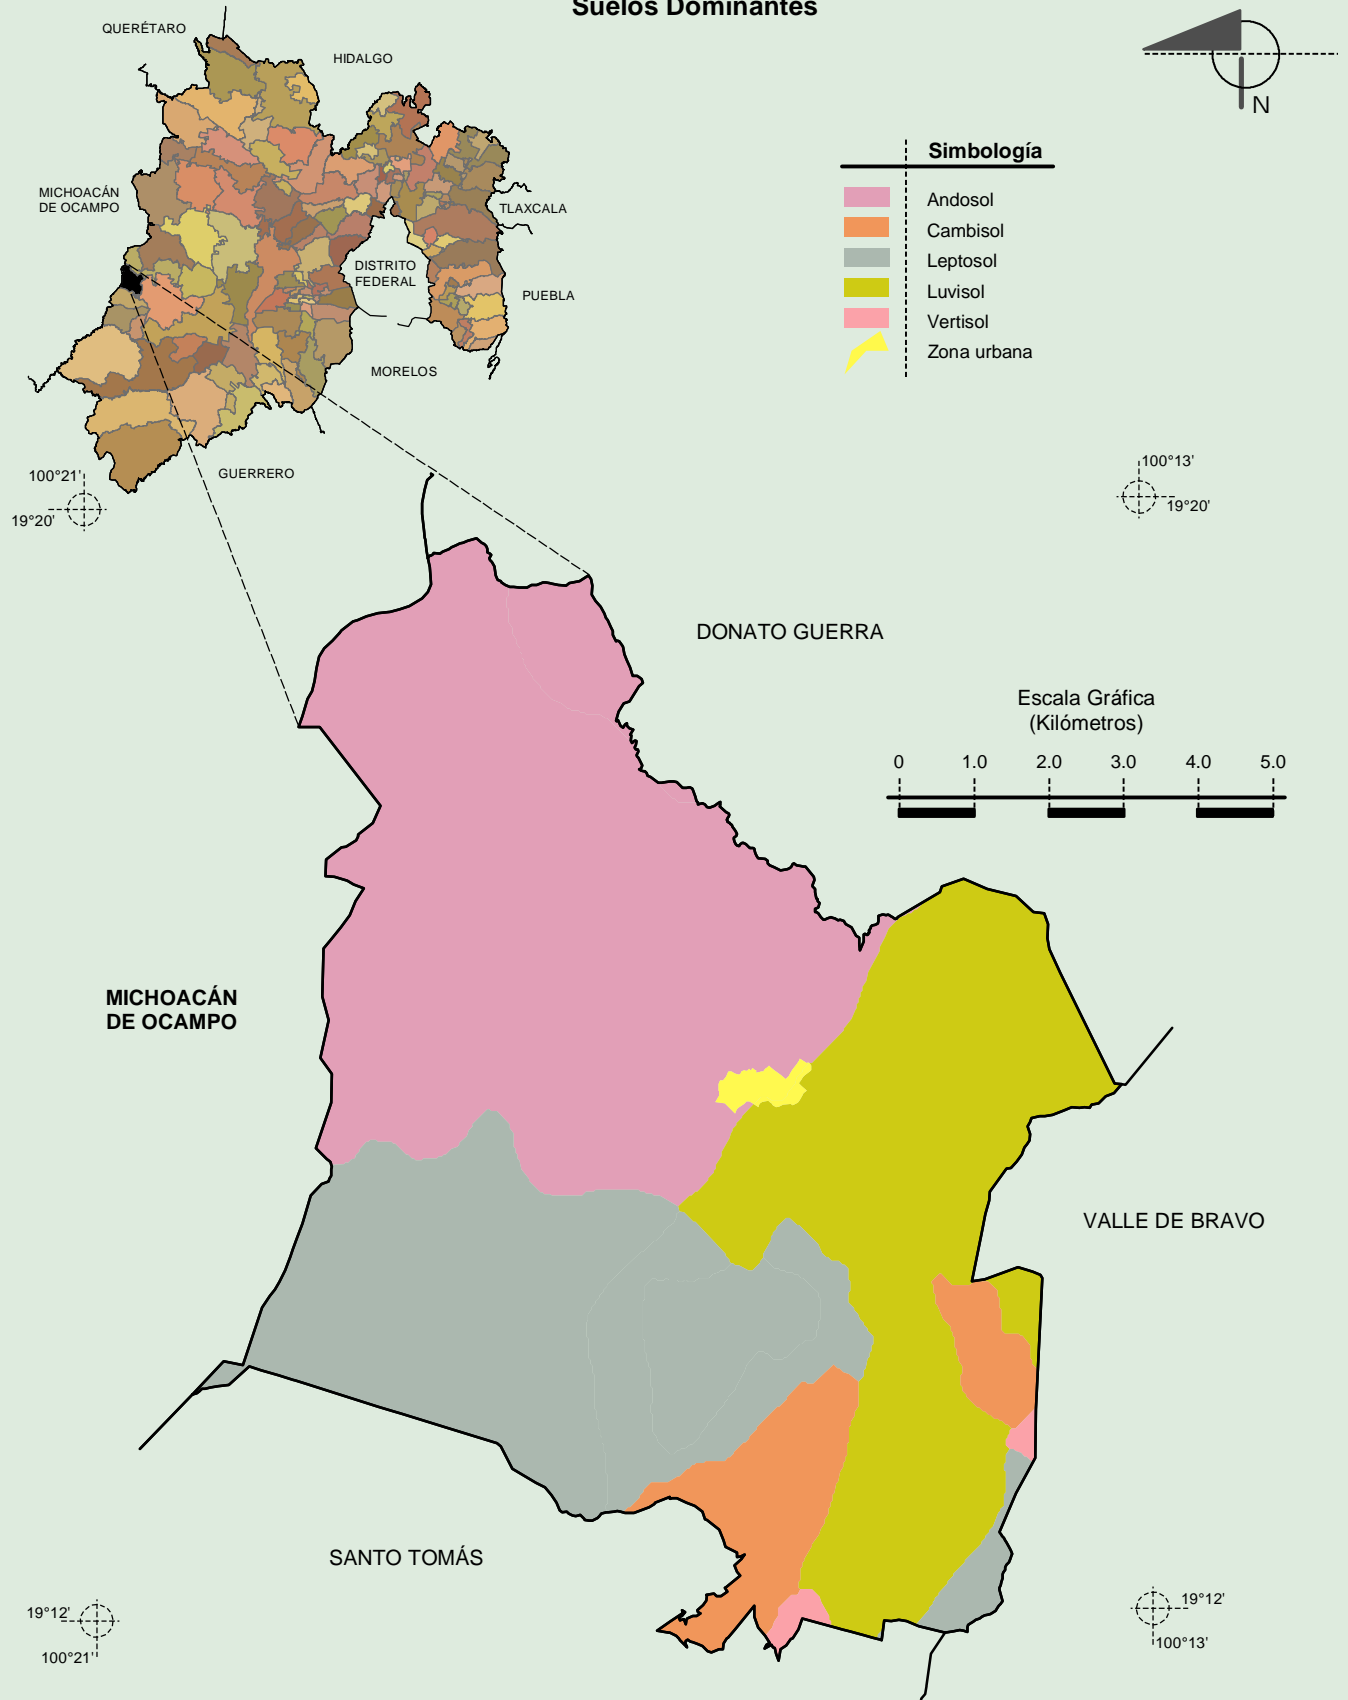 Suelos Dominantes
QUERÉTARO
HIDALGO
N
MICHOACÁN
DE OCAMPO
TLAXCALA
DISTRITO
FEDERAL
PUEBLA
MORELOS
GUERRERO
Simbología
Andosol
Cambisol
Leptosol
Luvisol
Vertisol
Zona urbana
100°21'
19°20'
100°13'
19°20'
DONATO GUERRA
Escala Gráfica
(Kilómetros)
0 1.0 2.0 3.0 4.0 5.0
MICHOACÁN
DE OCAMPO
VALLE DE BRAVO
SANTO TOMÁS
19°12'
100°21'
19°12'
100°13'